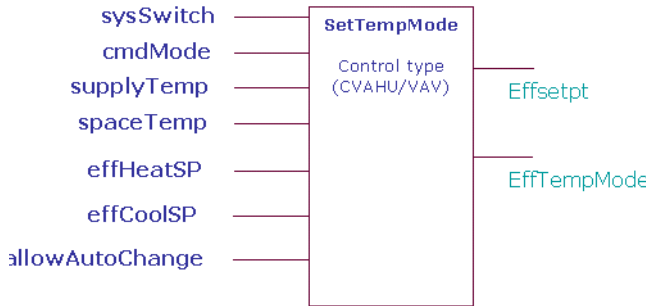 sysSwitch
cmdMode
supplyTemp
spaceTemp
effHeatSP
effCoolSP
allowAutoChange
SetTempMode
Control type
(CVAHU/VAV)
Effsetpt
EffTempMode